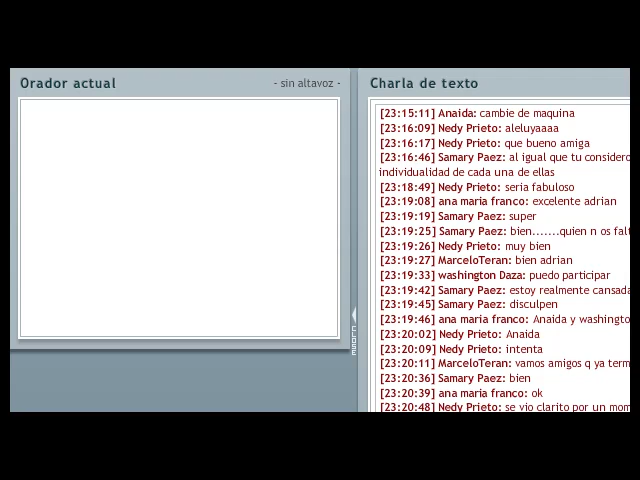 Orador actual
- sin altavoz -
Charla de texto
[23:15:11] Anaida: cambie de maquina
[23:16:09] Nedy Prieto: aleluyaaaa
[23:16:17] Nedy Prieto: que bueno amiga
[23:16:46] Samary Paez: al igual que tu considero
individualidad de cada una de ellas
[23:18:49] Nedy Prieto: seria fabuloso
[23:19:08] ana maria franco: excelente adrian
[23:19:19] Samary Paez: super
[23:19:25] Samary Paez: bien.......quien n os falt
[23:19:26] Nedy Prieto: muy bien
[23:19:27] MarceloTeran: bien adrian
[23:19:33] washington Daza: puedo participar
[23:19:42] Samary Paez: estoy realmente cansada
[23:19:45] Samary Paez: disculpen
[23:19:46] ana maria franco: Anaida y washingto
[23:20:02] Nedy Prieto: Anaida
[23:20:09] Nedy Prieto: intenta
[23:20:11] MarceloTeran: vamos amigos q ya term
[23:20:36] Samary Paez: bien
[23:20:39] ana maria franco: ok
[23:20:48] Nedy Prieto: se vio clarito por un mom